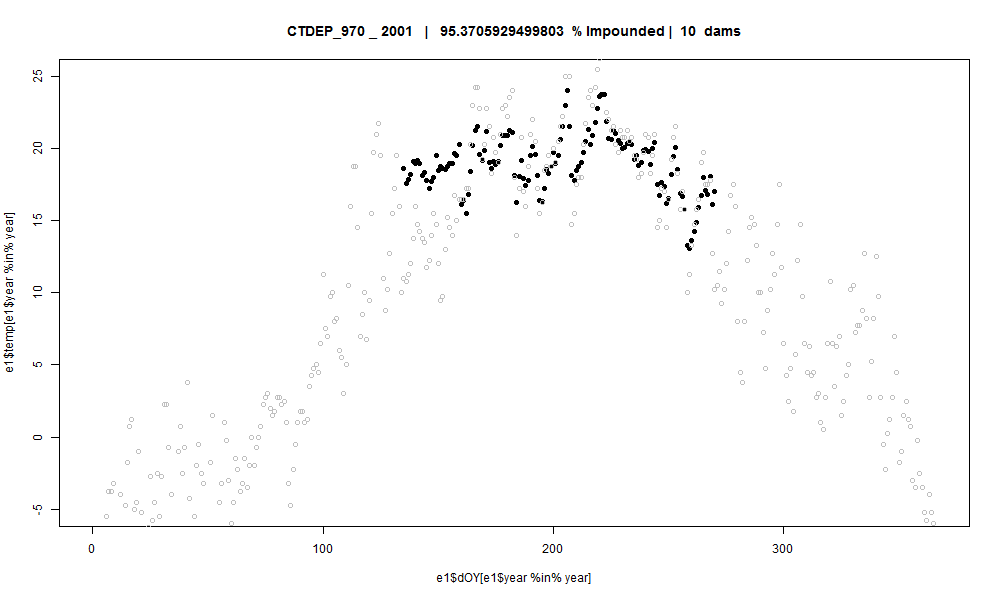 CTDEP_970 _ 2001 | 95.3705929499803 % Impounded | 10 dams
e1$temp[e1$year %in% year]
25
20
15
10
5
0
-5
0 100 200 300
e1$dOY[e1$year %in% year]